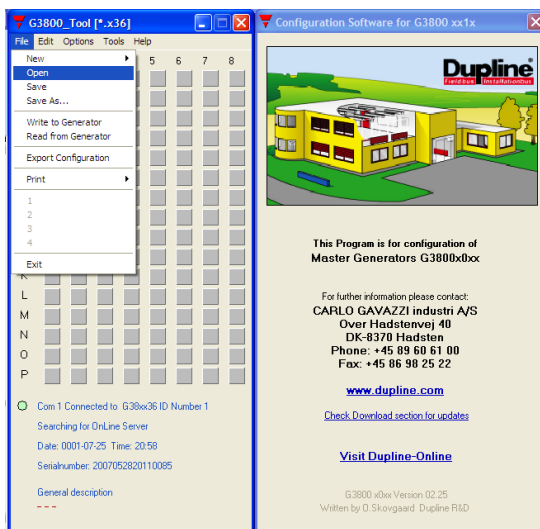 G3800_Tool [*.x36]
File Edit Options Tools Help
New
Open
Save
Save As...
Write to Generator
Read from Generator
Export Configuration
Print
1
2
3
4
Exit
5 6 7 8
K
L
M
N
O
P
Com 1 Connected to G38xx36 ID Number 1
Searching for OnLine Server
Date: 0001-07-25 Time: 20:58
Serialnumber: 2007052820110085
General description
---
Configuration Software for G3800 xx1x
Dupline®
Fieldbus Installationbus
This Program is for configuration of
Master Generators G3800x0xx
For further information please contact:
CARLO GAVAZZI industri A/S
Over Hadstenvej 40
DK-8370 Hadsten
Phone: +45 89 60 61 00
Fax: +45 86 98 25 22
www.dupline.com
Check Download section for updates
Visit Dupline-Online
G3800 x0xx Version 02.25
Written by O.Skovgaard Dupline R&D